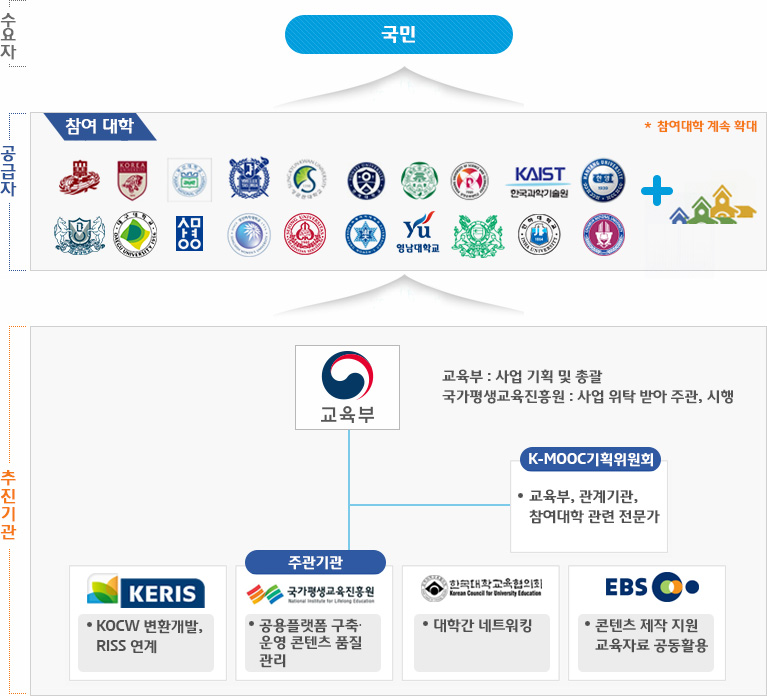 수요자
국민
공급자
참여 대학
* 참여대학 계속 확대
KOREA
KAIST
한국과학기술원
상명
yu
영남대학교
추진기관
교육부
교육부 : 사업 기획 및 총괄
국가평생교육진흥원 : 사업 위탁 받아 주관, 시행
K-MOOC기획위원회
• 교육부, 관계기관,
참여대학 관련 전문가
KERIS
• KOCW 변환개발,
RISS 연계
주관기관
국가평생교육진흥원
National Institute for Lifelong Education
• 공용플랫폼 구축·
운영 콘텐츠 품질
관리
한국대학교육협의회
Korean Council for University Education
• 대학간 네트워킹
EBS
• 콘텐츠 제작 지원
교육자료 공동활용